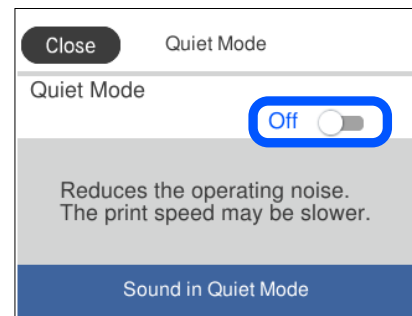 Close Quiet Mode
Quiet Mode
Off
Reduces the operating noise.
The print speed may be slower.
Sound in Quiet Mode